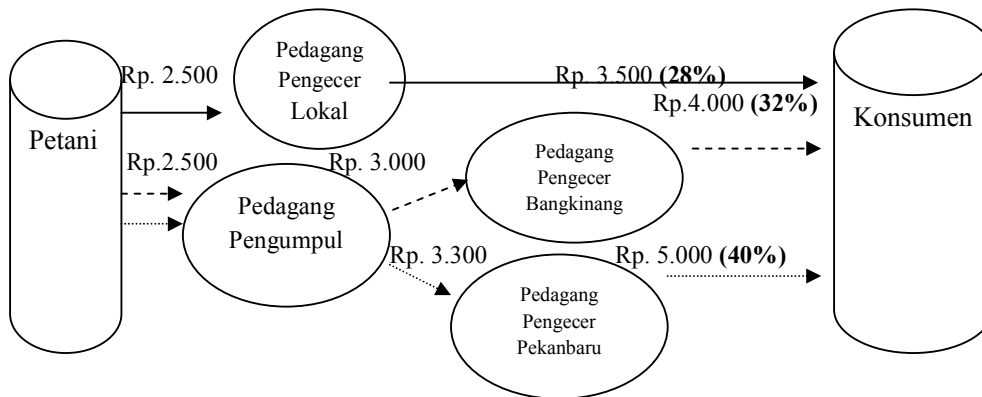 Petani
Rp. 2.500
Pedagang
Pengecer
Lokal
Rp. 3.500 (28%)
Rp.4.000 (32%)
Konsumen
Rp.2.500
Pedagang
Pengumpul
Rp. 3.000
Pedagang
Pengecer
Bangkinang
Rp. 3.300
Pedagang
Pengecer
Pekanbaru
Rp. 5.000 (40%)